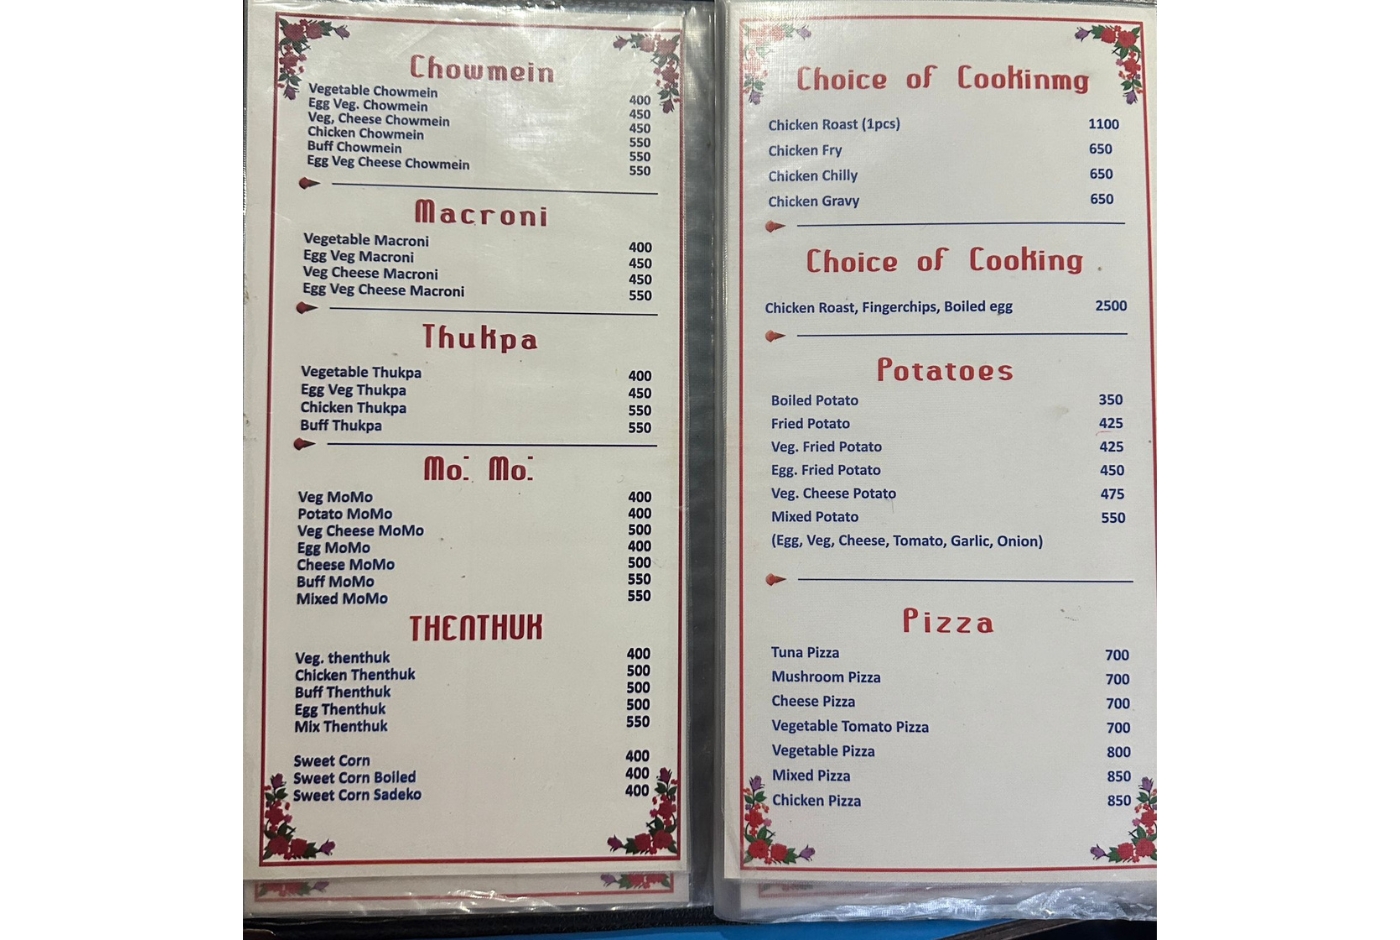 Chowmein
Vegetable Chowmein 400
Egg Veg. Chowmein 450
Veg, Cheese Chowmein 450
Chicken Chowmein 550
Buff Chowmein 550
Egg Veg Cheese Chowmein 550
Macroni
Vegetable Macroni 400
Egg Veg Macroni 450
Veg Cheese Macroni 450
Egg Veg Cheese Macroni 550
Thukpa
Vegetable Thukpa 400
Egg Veg Thukpa 450
Chicken Thukpa 550
Buff Thukpa 550
Mo: Mo:
Veg MoMo 400
Potato MoMo 400
Veg Cheese MoMo 500
Egg MoMo 400
Cheese MoMo 500
Buff MoMo 550
Mixed MoMo 550
THENTHUK
Veg. thenthuk 400
Chicken Thenthuk 500
Buff Thenthuk 500
Egg Thenthuk 500
Mix Thenthuk 550
Sweet Corn 400
Sweet Corn Boiled 400
Sweet Corn Sadeko 400
Choice of Cookinmg
Chicken Roast (1pcs) 1100
Chicken Fry 650
Chicken Chilly 650
Chicken Gravy 650
Choice of Cooking
Chicken Roast, Fingerchips, Boiled egg 2500
Potatoes
Boiled Potato 350
Fried Potato 425
Veg. Fried Potato 425
Egg. Fried Potato 450
Veg. Cheese Potato 475
Mixed Potato 550
(Egg, Veg, Cheese, Tomato, Garlic, Onion)
Pizza
Tuna Pizza 700
Mushroom Pizza 700
Cheese Pizza 700
Vegetable Tomato Pizza 700
Vegetable Pizza 800
Mixed Pizza 850
Chicken Pizza 850